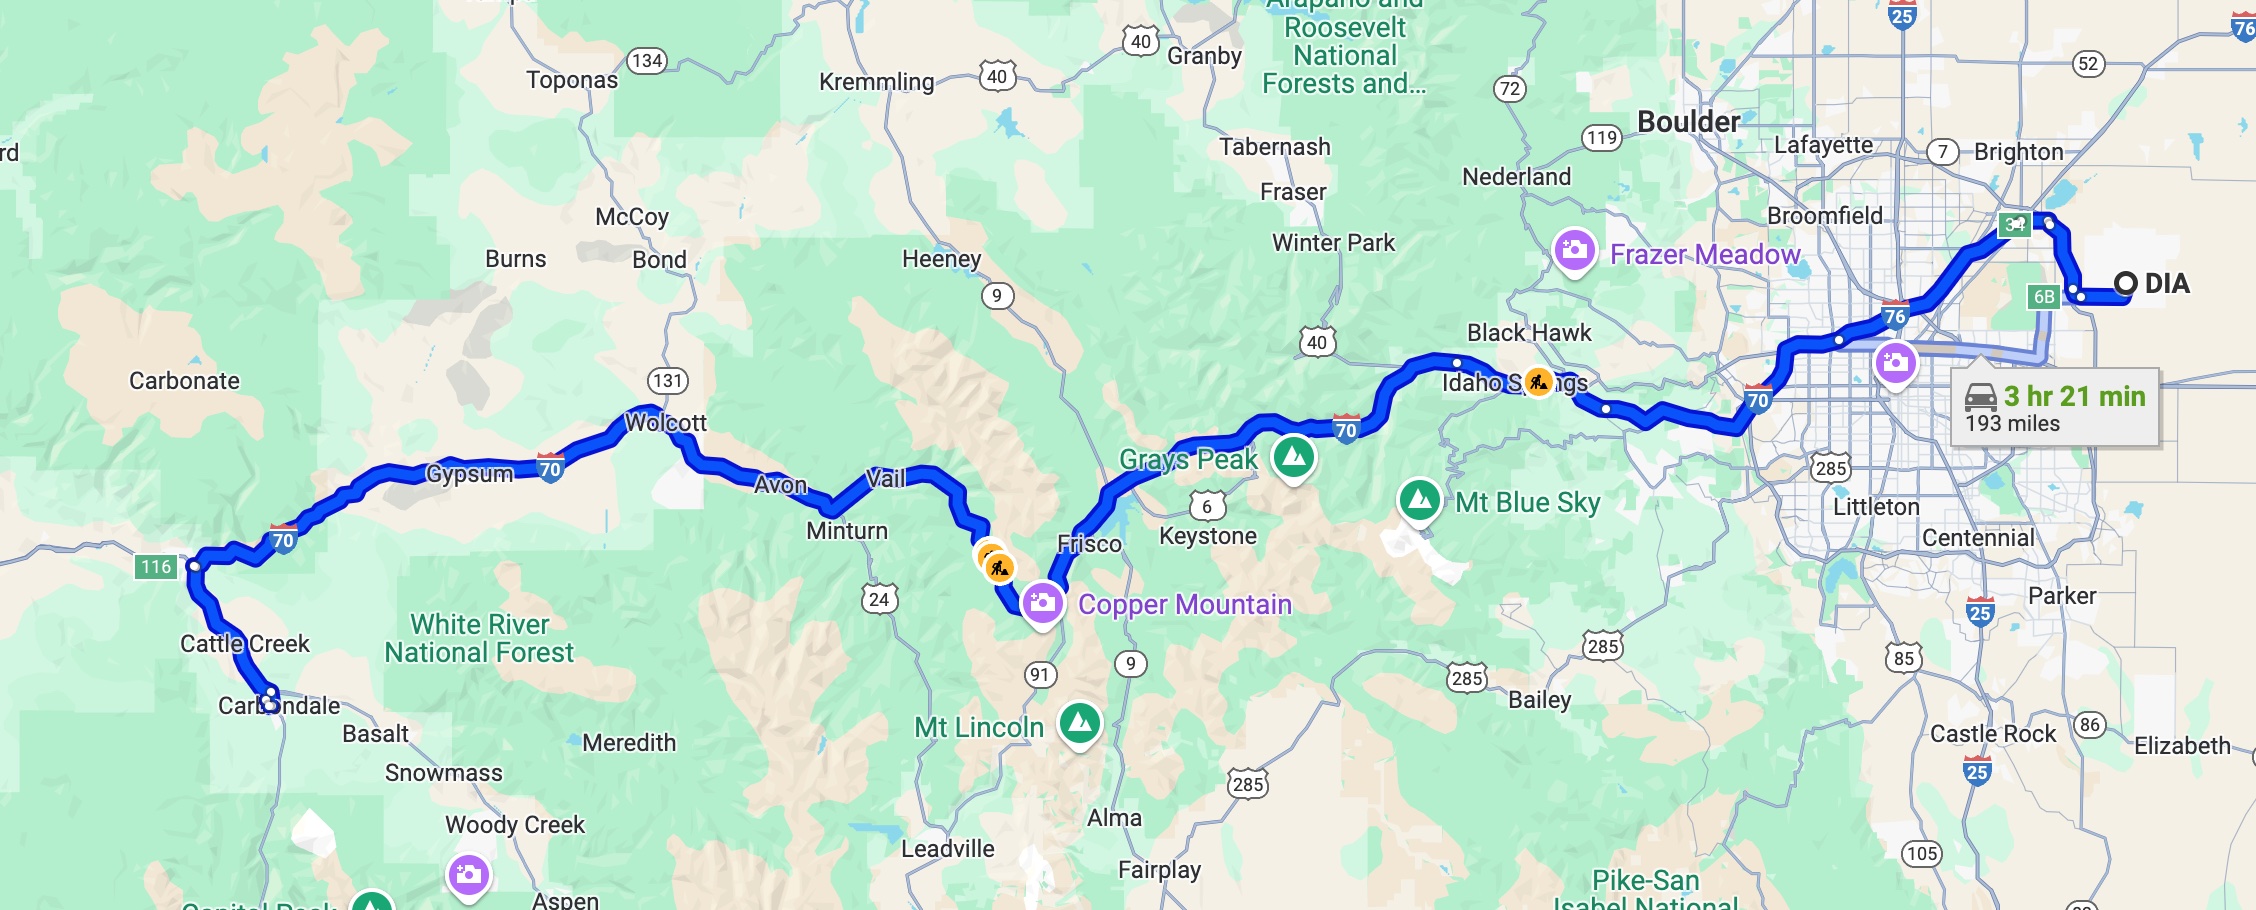 Arapaho and
Roosevelt
National
Forests and...
25
76
40
Granby
134
Toponas
Kremmling
40
52
72
Boulder
119
rd
Tabernash
Lafayette
7
Brighton
Nederland
Fraser
McCoy
Broomfield
34
Winter Park
Frazer Meadow
Burns
Bond
Heeney
DIA
9
6B
76
Black Hawk
40
Carbonate
131
Idaho Springs
3 hr 21 min
193 miles
70
Wolcott
70
Grays Peak
Gypsum
70
Vail
Avon
285
6
Mt Blue Sky
Littleton
Minturn
Keystone
Frisco
Centennial
70
116
24
Copper Mountain
Parker
25
White River
National Forest
Cattle Creek
285
85
91
9
285
Carbondale
Bailey
Mt Lincoln
86
Basalt
Meredith
Castle Rock
Elizabeth
Snowmass
25
285
Woody Creek
Alma
Leadville
105
Fairplay
Pike-San
Isabel National
Aspen
Capitol Peak